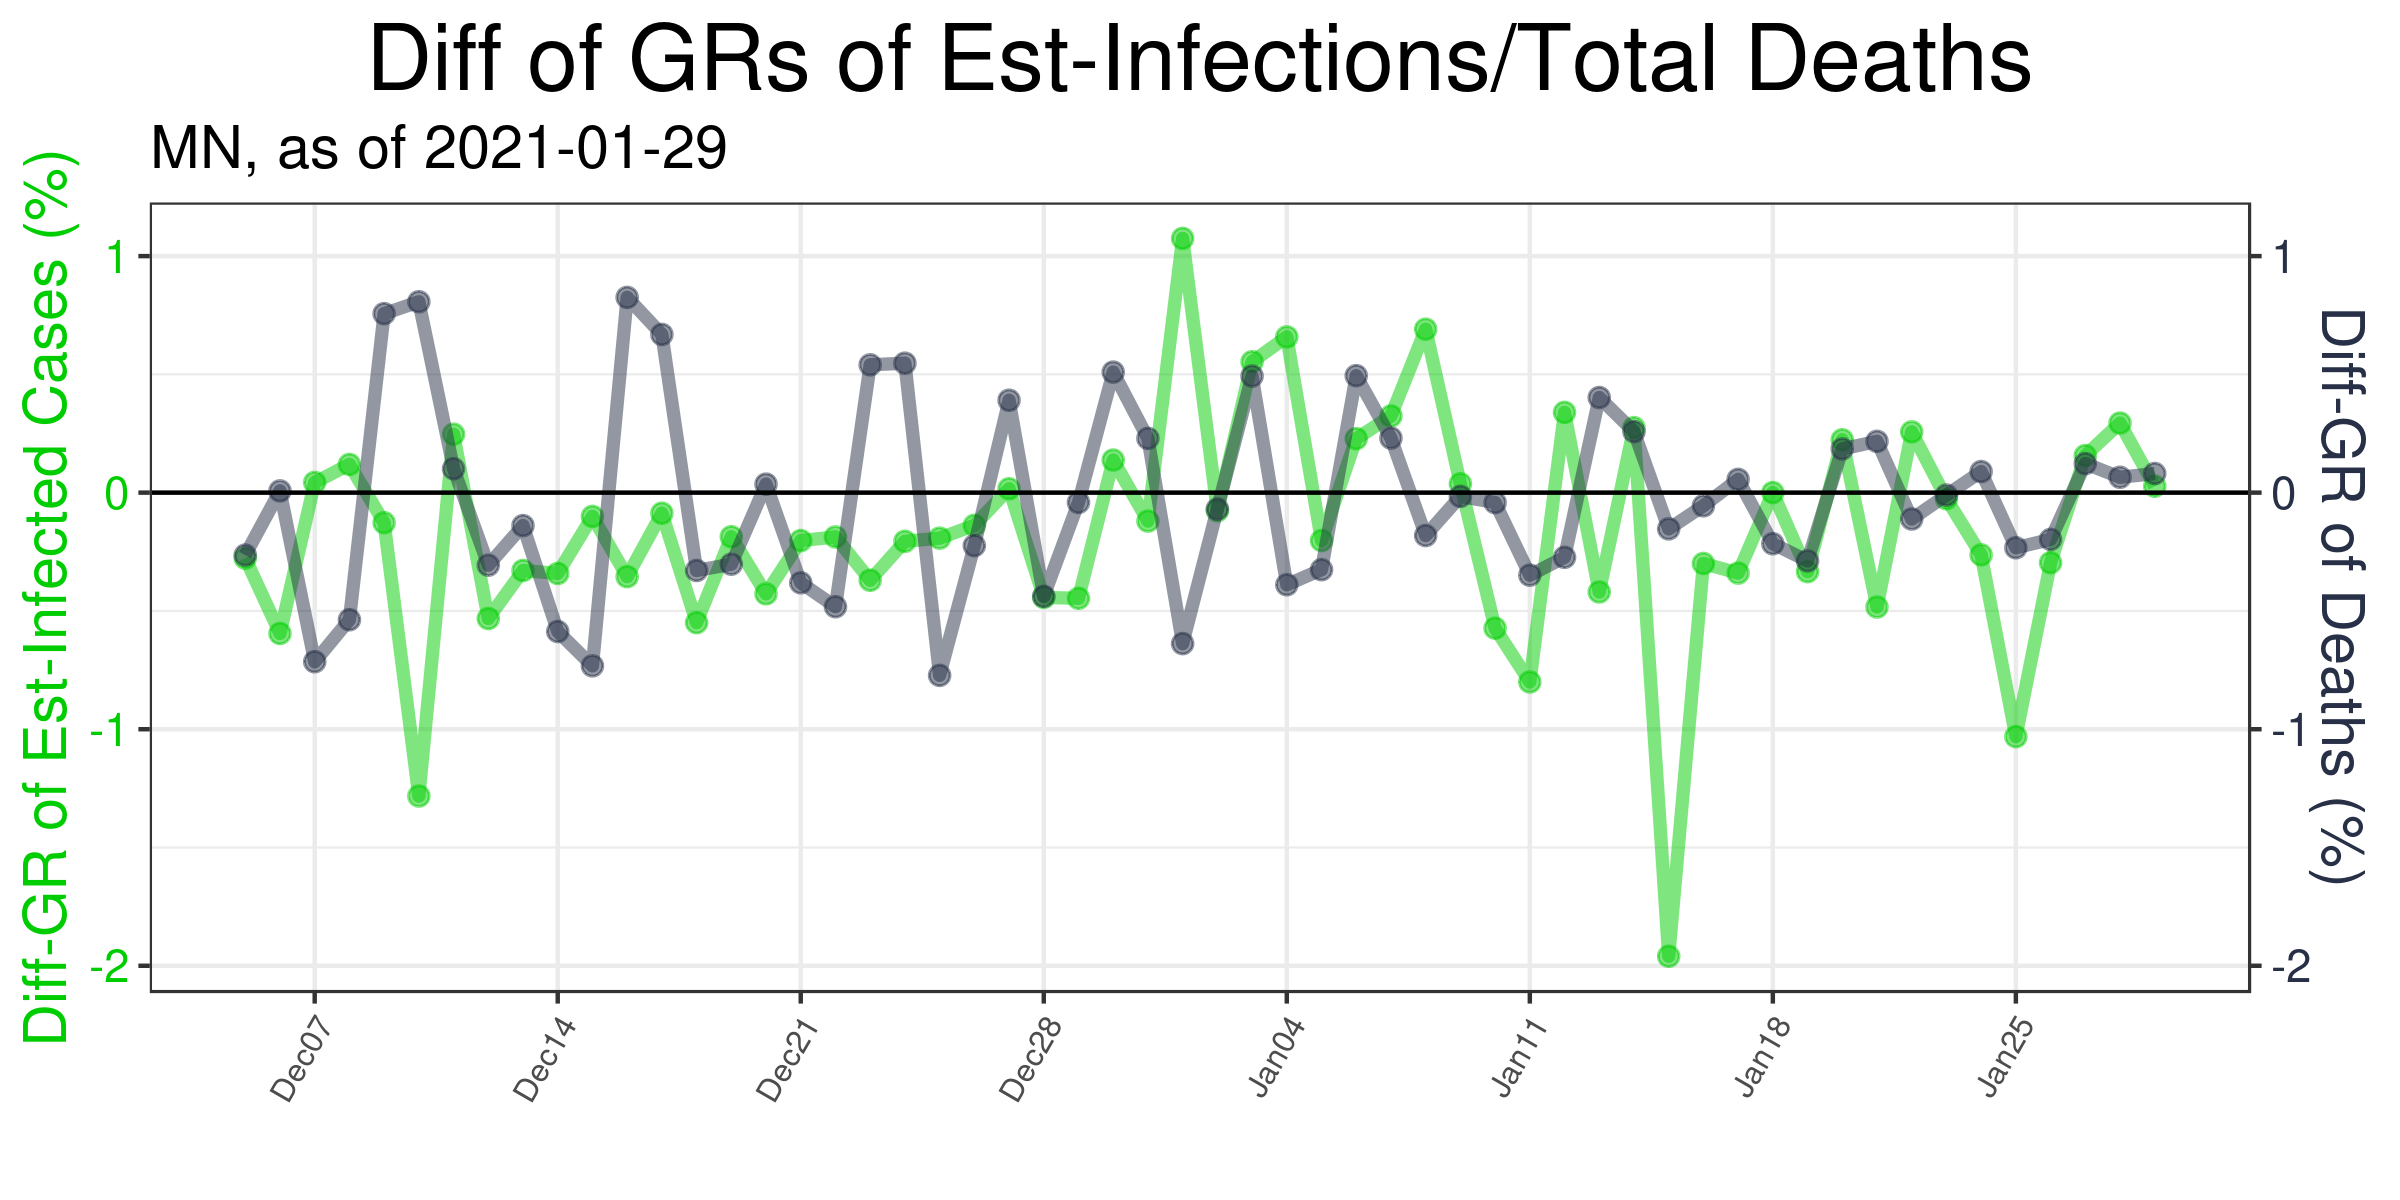 Diff of GRs of Est-Infections/Total Deaths
MN, as of 2021-01-29
Diff-GR of Est-Infected Cases (%)
1
0
-1
-2
1
0
-1
-2
Diff-GR of Deaths (%)
Dec07
Dec14
Dec21
Dec28
Jan04
Jan11
Jan18
Jan25